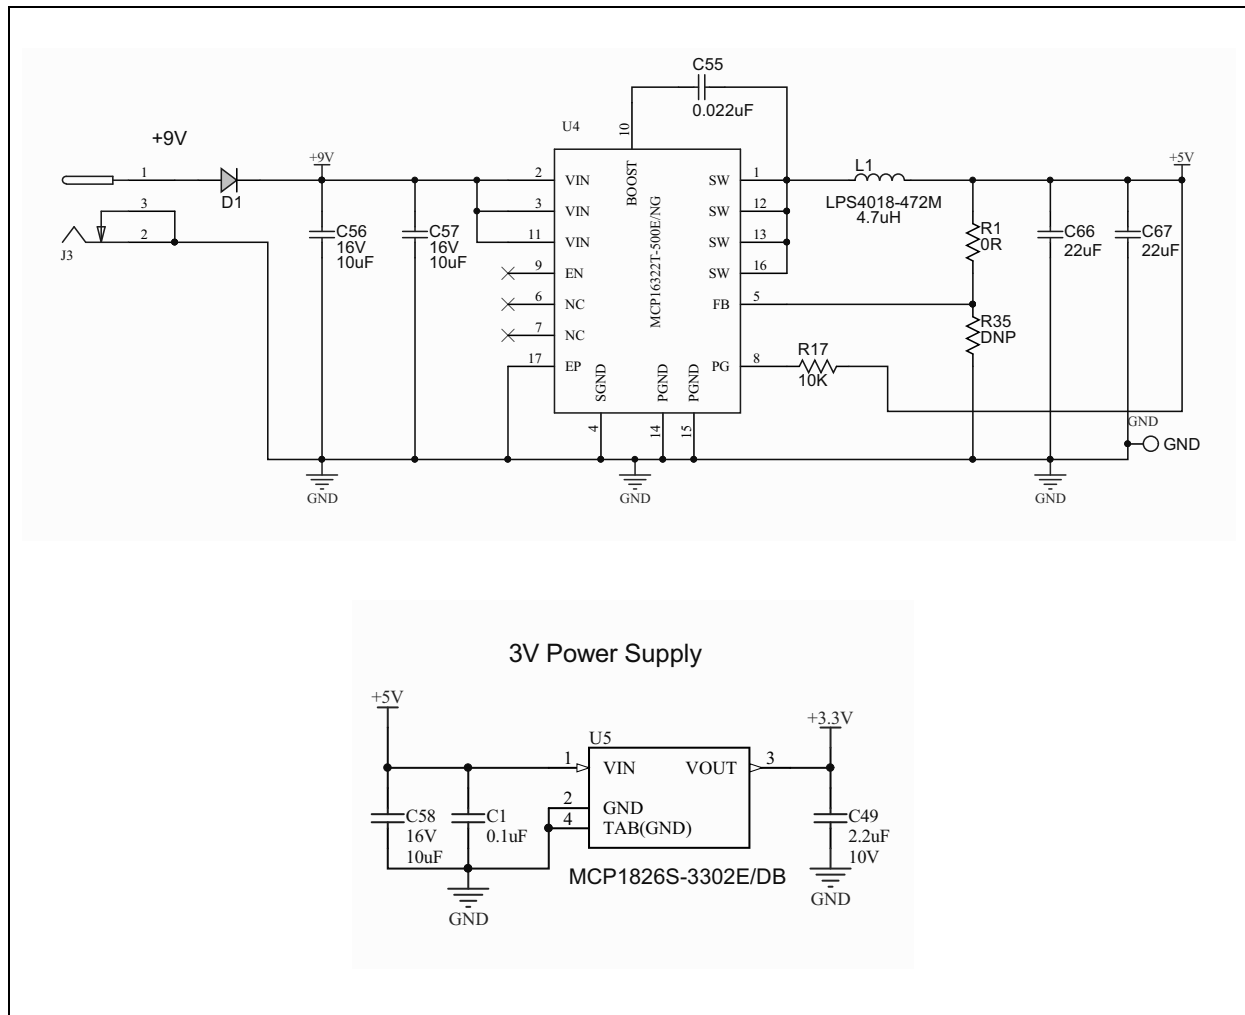 C55
0.022uF
U4
10
BOOST
+9V
1
D1
3
2
J3
+9V
C56
16V
10uF
C57
16V
10uF
2
VIN
3
VIN
11
VIN
9
EN
6
NC
7
NC
17
EP
MCP16322T-500E/NG
SW
1
SW
12
SW
13
SW
16
FB
5
PG
8
SGND
PGND
PGND
4
14
15
L1
LPS4018-472M
4.7uH
R1
0R
R35
DNP
R17
10K
C66
22uF
C67
22uF
+5V
GND
GND
GND
GND
GND
3V Power Supply
+5V
C58
16V
10uF
C1
0.1uF
U5
1
VIN
VOUT
3
2
GND
4
TAB(GND)
MCP1826S-3302E/DB
+3.3V
C49
2.2uF
10V
GND
GND